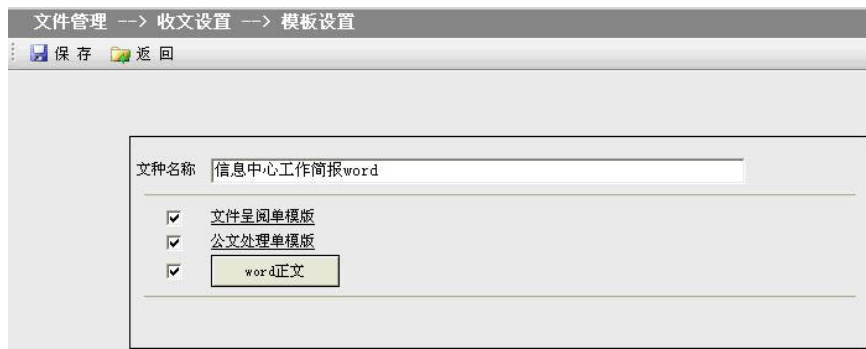 文件管理 --> 收文设置 --> 模板设置
保 存 返 回
文种名称 信息中心工作简报word
文件呈阅单模版
公文处理单模版
word正文